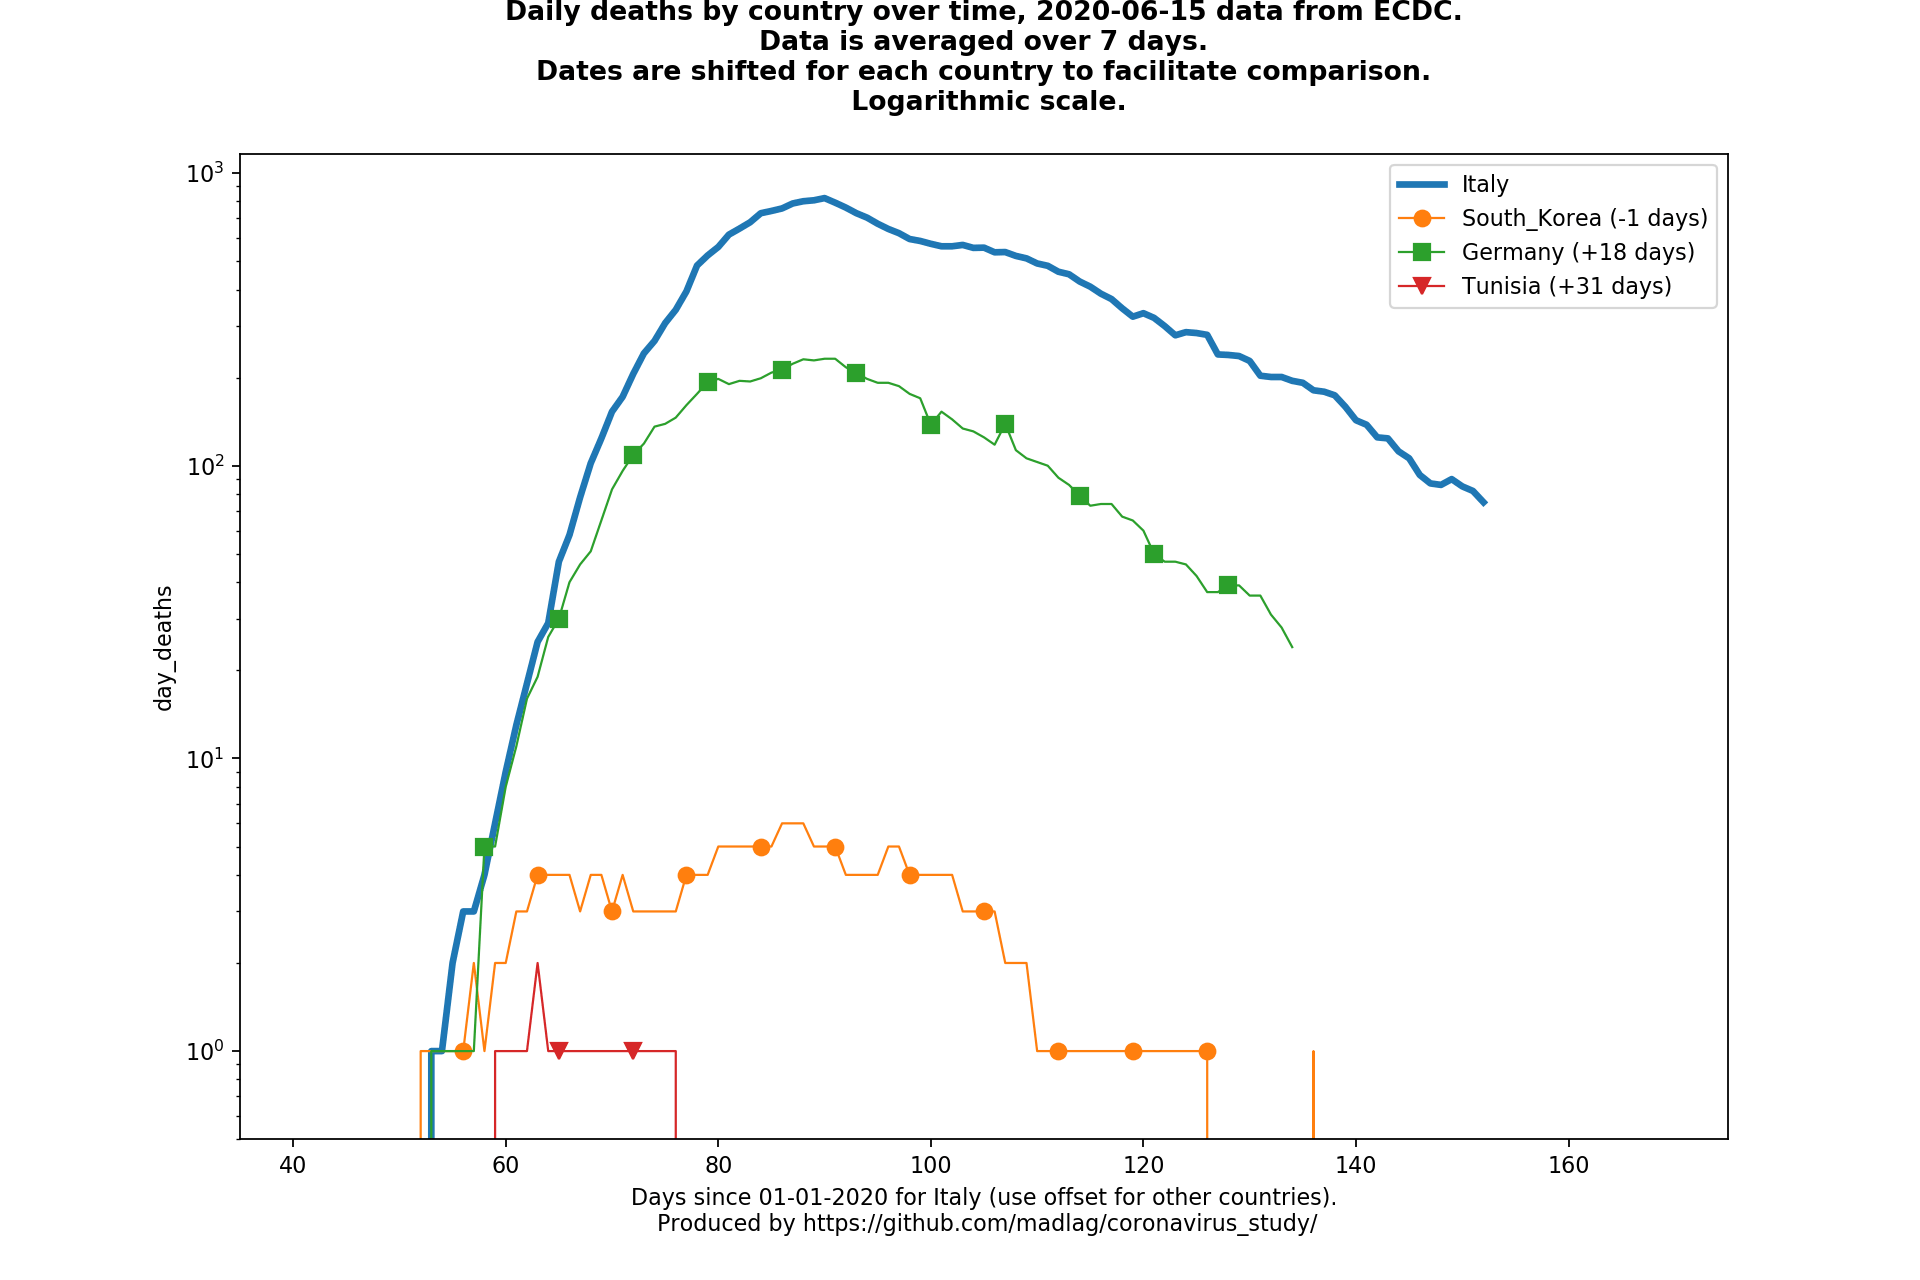 Daily deaths by country over time, 2020-06-15 data from ECDC.
Data is averaged over 7 days.
Dates are shifted for each country to facilitate comparison.
Logarithmic scale.
10³
10²
10¹
10⁰
day_deaths
Italy
South_Korea (-1 days)
Germany (+18 days)
Tunisia (+31 days)
40 60 80 100 120 140 160
Days since 01-01-2020 for Italy (use offset for other countries).
Produced by https://github.com/madlag/coronavirus_study/